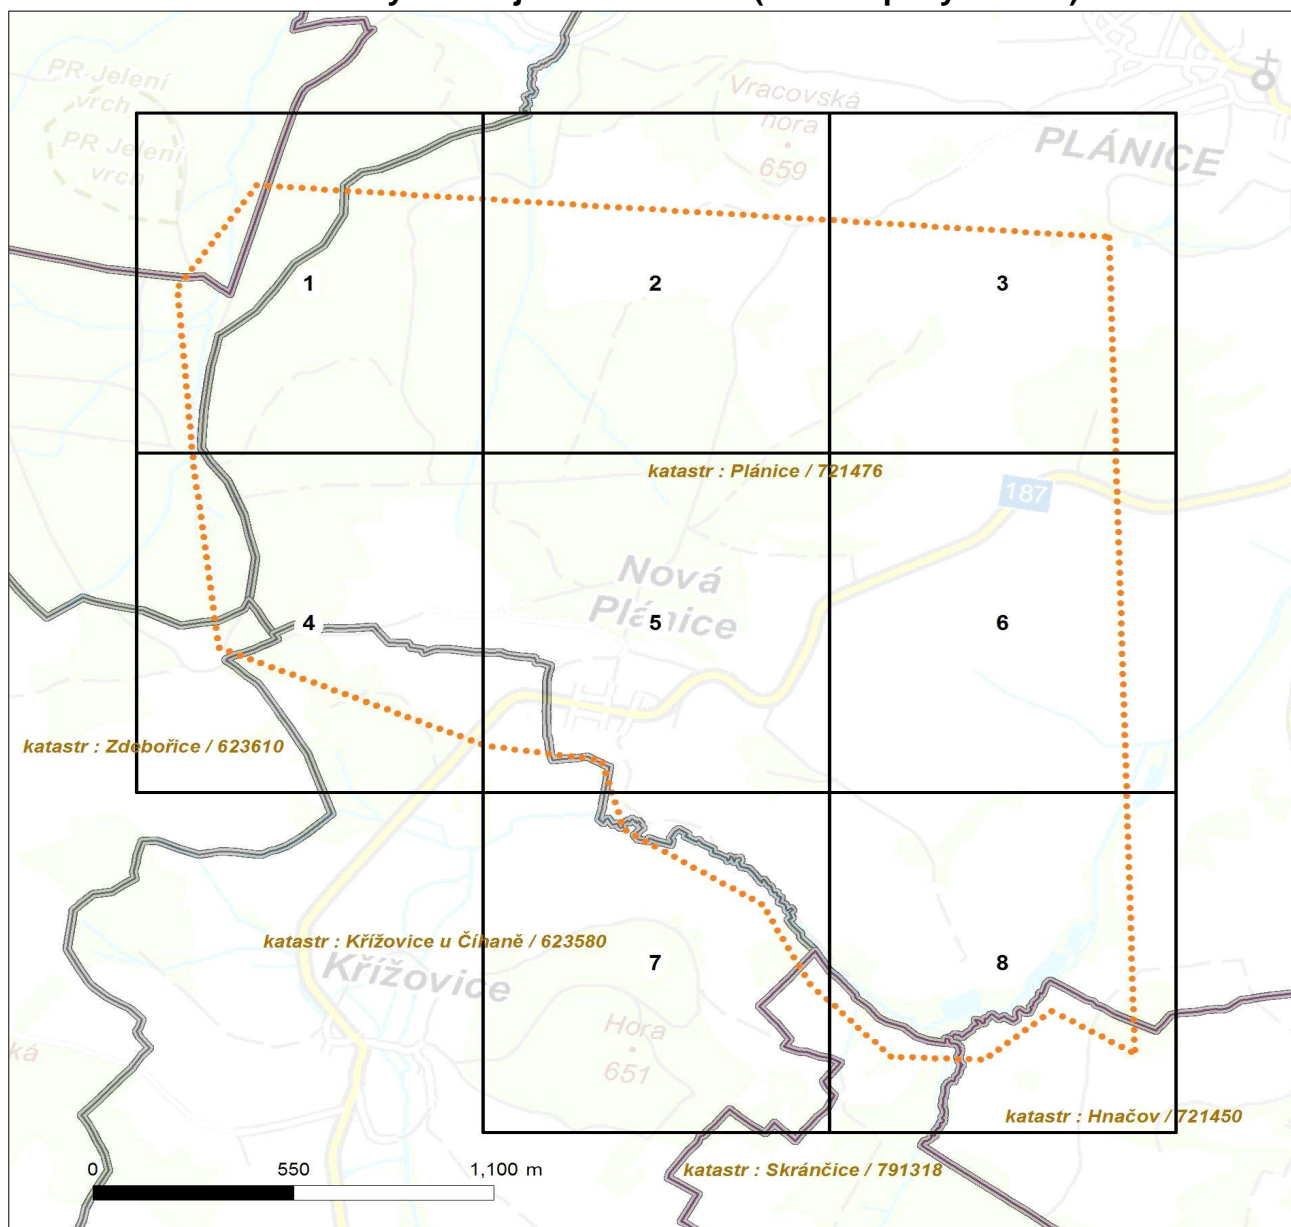 PR Jelení
vrch
PR Jelení
vrch
Vracovská
hora
659
PLÁNICE
1
2
3
katastr : Plánice / 721476
187
Nová
Plánice
4
5
6
katastr : Zdebořice / 623610
katastr : Křížovice u Číhaně / 623580
Křížovice
7
8
Hora
651
ká
katastr : Hnačov / 721450
katastr : Skránčice / 791318
0 550 1,100 m